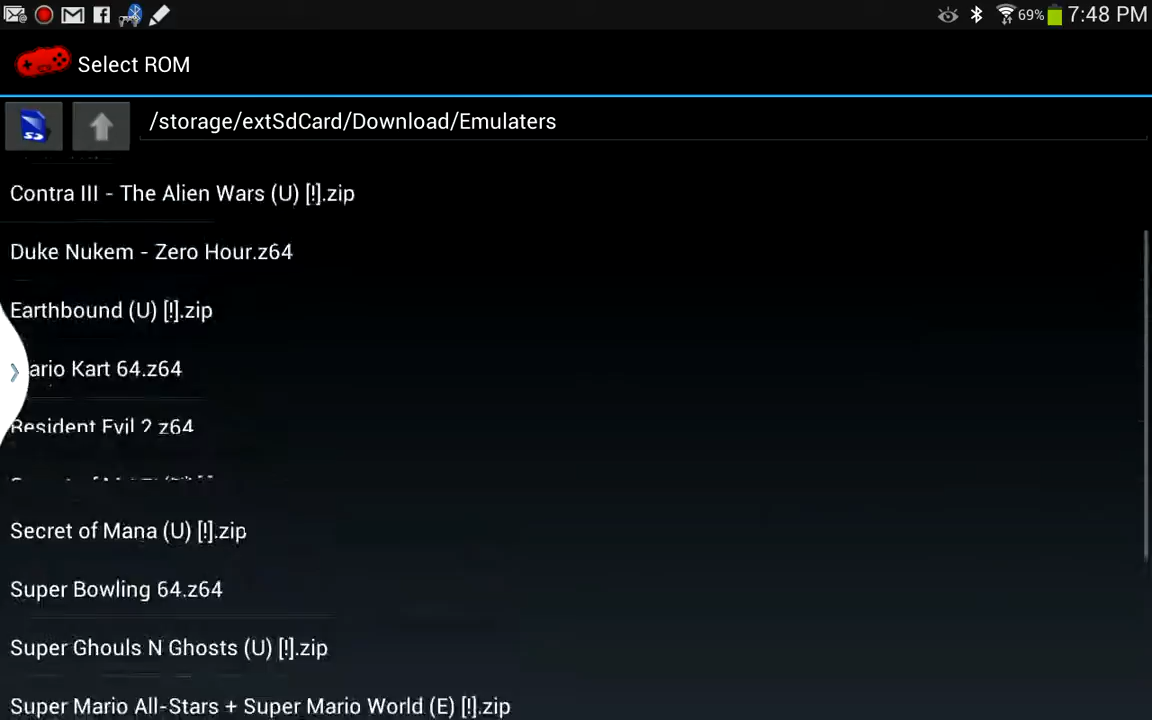 69% 7:48 PM
Select ROM
/storage/extSdCard/Download/Emulaters
Contra III - The Alien Wars (U) [!].zip
Duke Nukem - Zero Hour.z64
Earthbound (U) [!].zip
ario Kart 64.z64
Resident Evil 2.z64
Secret of Mana (U) [!].zip
Super Bowling 64.z64
Super Ghouls N Ghosts (U) [!].zip
Super Mario All-Stars + Super Mario World (E) [!].zip